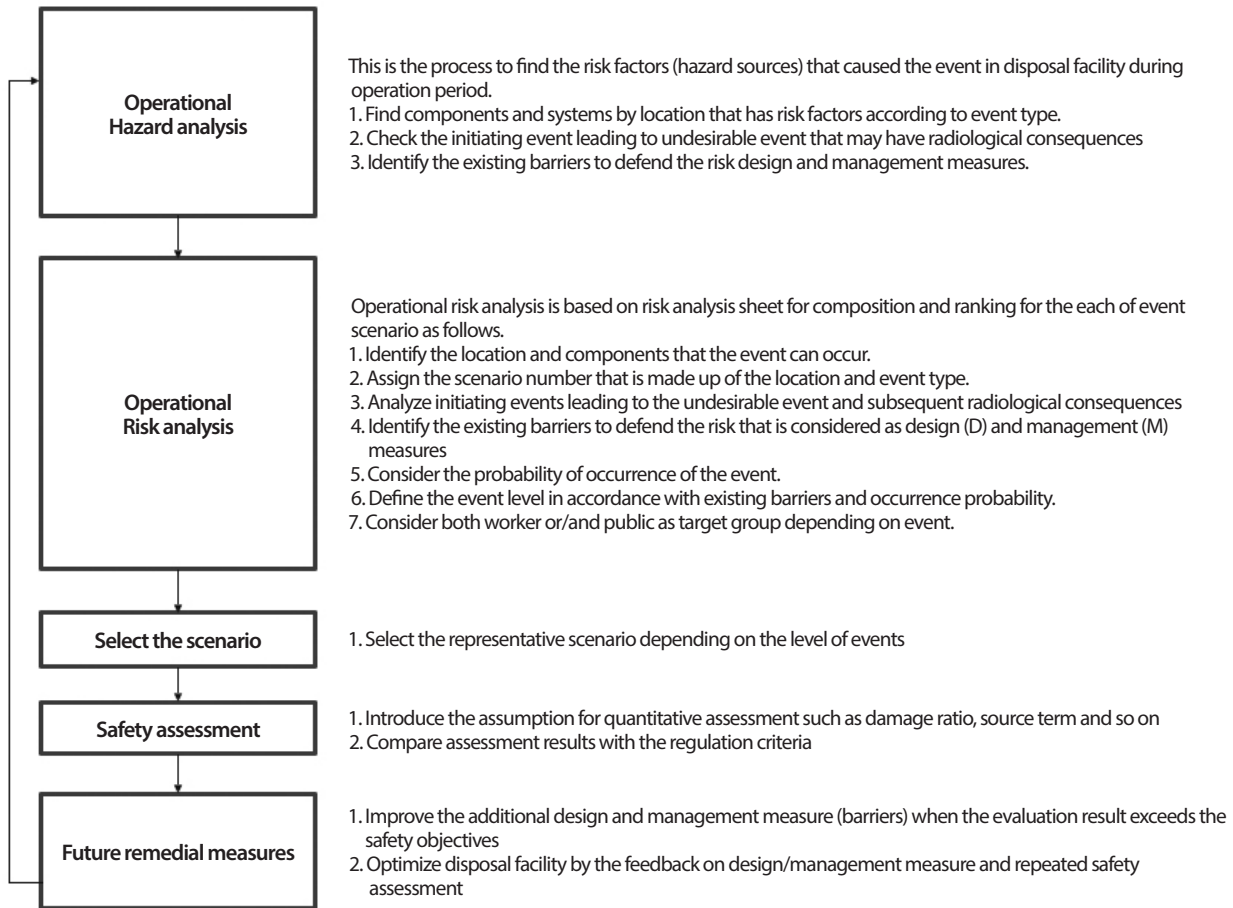 Operational
Hazard analysis
This is the process to find the risk factors (hazard sources) that caused the event in disposal facility during
operation period.
1. Find components and systems by location that has risk factors according to event type.
2. Check the initiating event leading to undesirable event that may have radiological consequences
3. Identify the existing barriers to defend the risk design and management measures.
Operational
Risk analysis
Operational risk analysis is based on risk analysis sheet for composition and ranking for the each of event
scenario as follows.
1. Identify the location and components that the event can occur.
2. Assign the scenario number that is made up of the location and event type.
3. Analyze initiating events leading to the undesirable event and subsequent radiological consequences
4. Identify the existing barriers to defend the risk that is considered as design (D) and management (M)
measures
5. Consider the probability of occurrence of the event.
6. Define the event level in accordance with existing barriers and occurrence probability.
7. Consider both worker or/and public as target group depending on event.
Select the scenario
1. Select the representative scenario depending on the level of events
Safety assessment
1. Introduce the assumption for quantitative assessment such as damage ratio, source term and so on
2. Compare assessment results with the regulation criteria
Future remedial measures
1. Improve the additional design and management measure (barriers) when the evaluation result exceeds the
safety objectives
2. Optimize disposal facility by the feedback on design/management measure and repeated safety
assessment